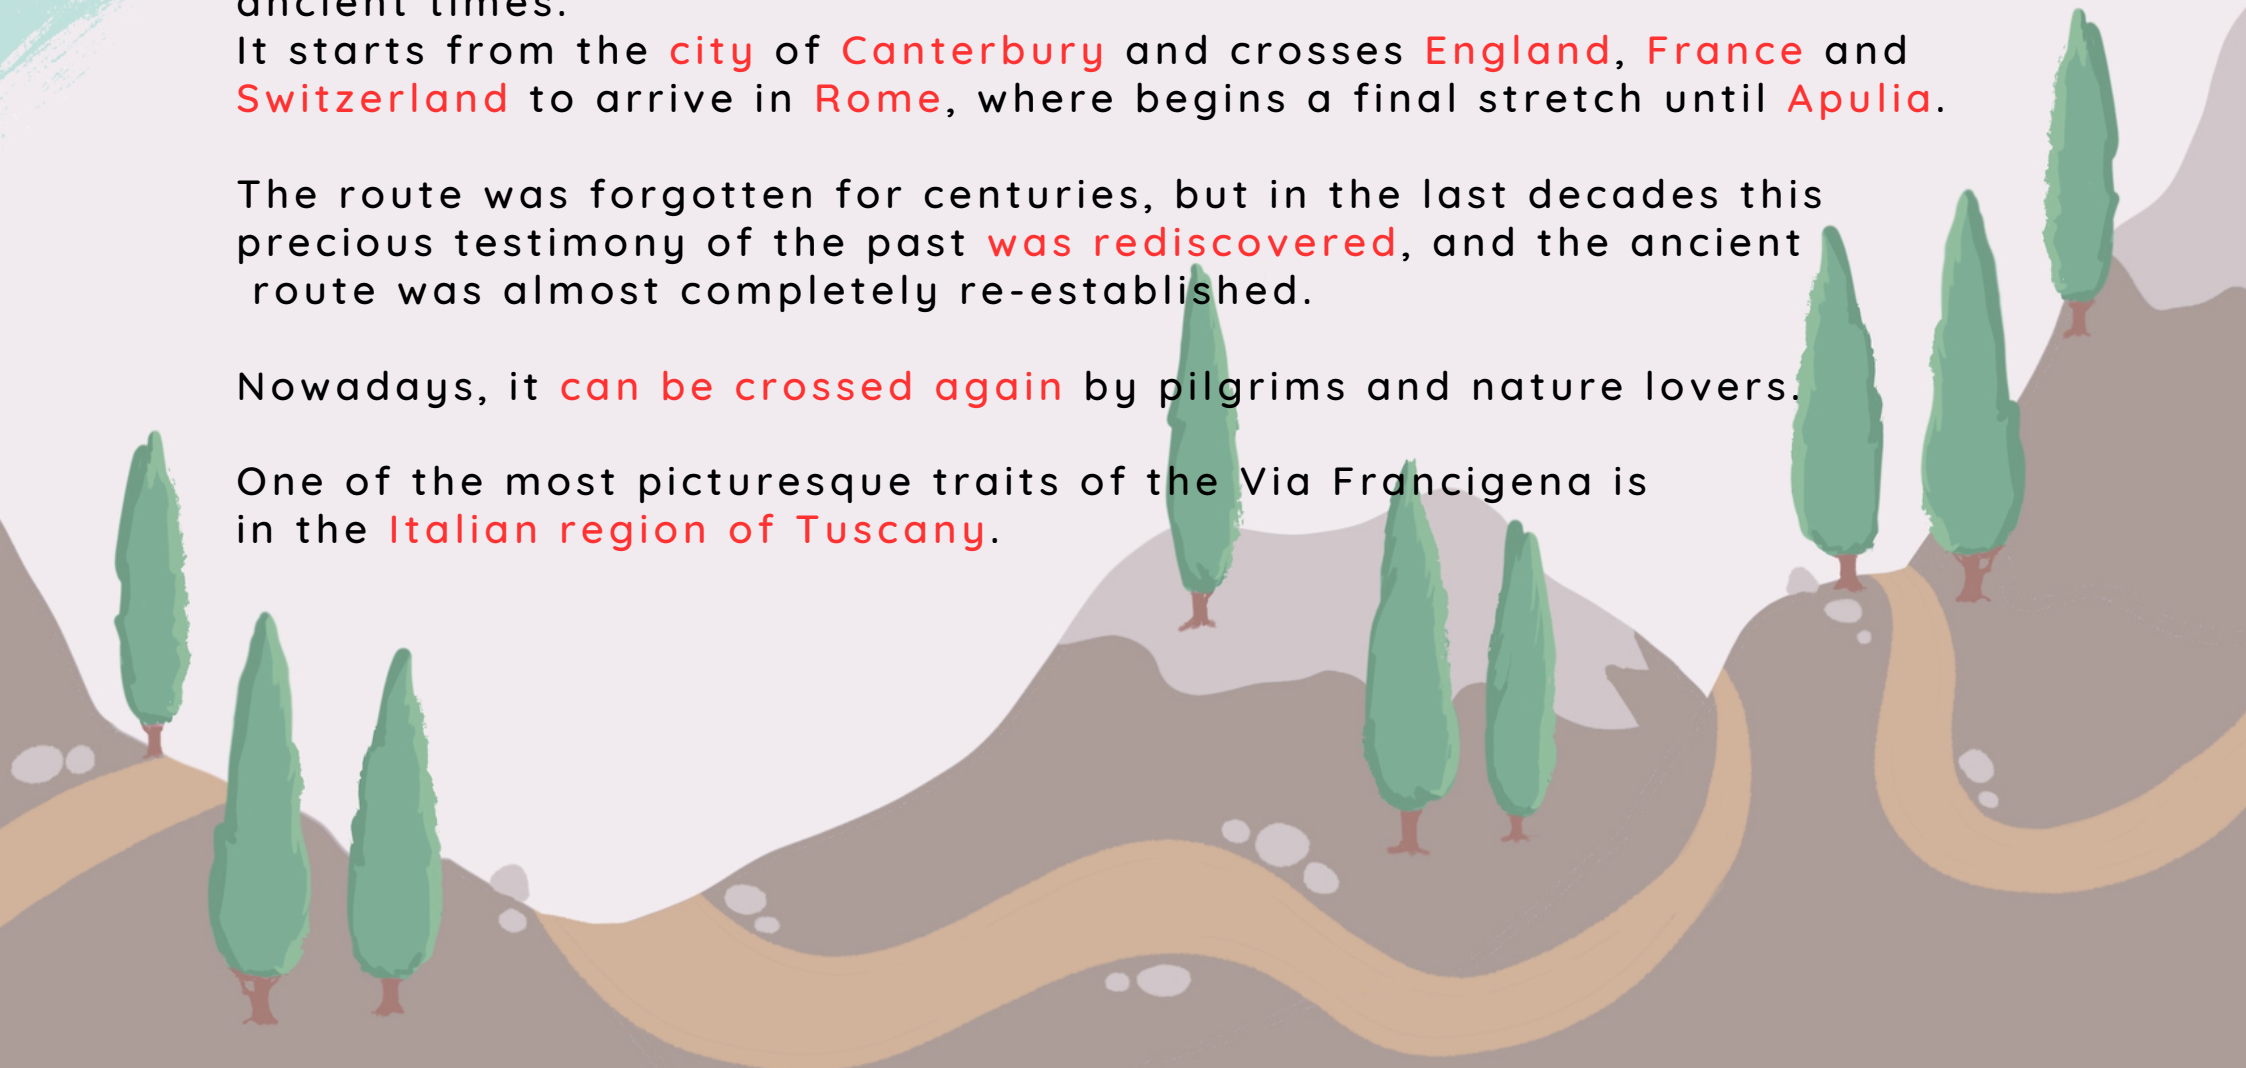 ancient times.
It starts from the city of Canterbury and crosses England, France and
Switzerland to arrive in Rome, where begins a final stretch until Apulia.
The route was forgotten for centuries, but in the last decades this
precious testimony of the past was rediscovered, and the ancient
route was almost completely re-established.
Nowadays, it can be crossed again by pilgrims and nature lovers.
One of the most picturesque traits of the Via Francigena is
in the Italian region of Tuscany.